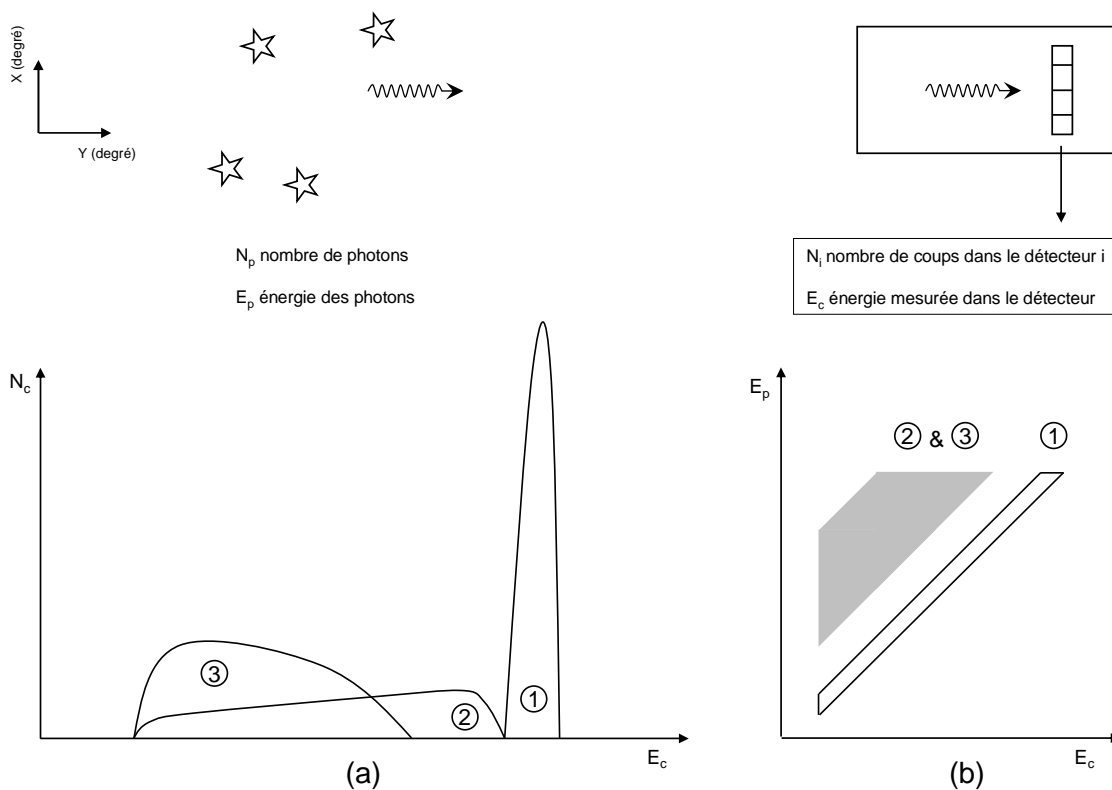 X (degré)
Y (degré)
N_p nombre de photons
E_p énergie des photons
N_i nombre de coups dans le détecteur i
E_c énergie mesurée dans le détecteur
N_c
③
②
①
E_c
(a)
E_p
② & ③
①
E_c
(b)